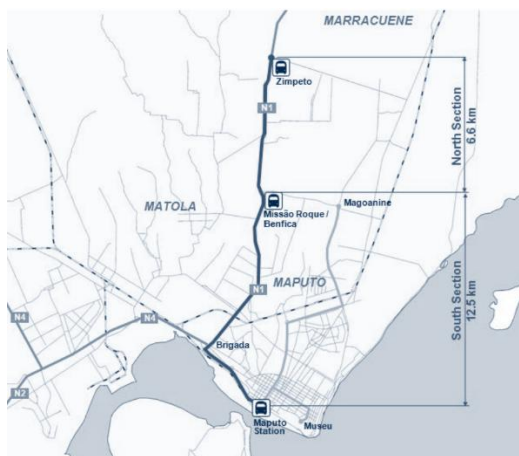 MARRACUENE
Zimpeto
N1
North Section
6.6 km
MATOLA
Missão Roque /
Benfica
Magoanine
MAPUTO
N1
South Section
12.5 km
N4
N4
Brigada
N2
Maputo
Station
Museu